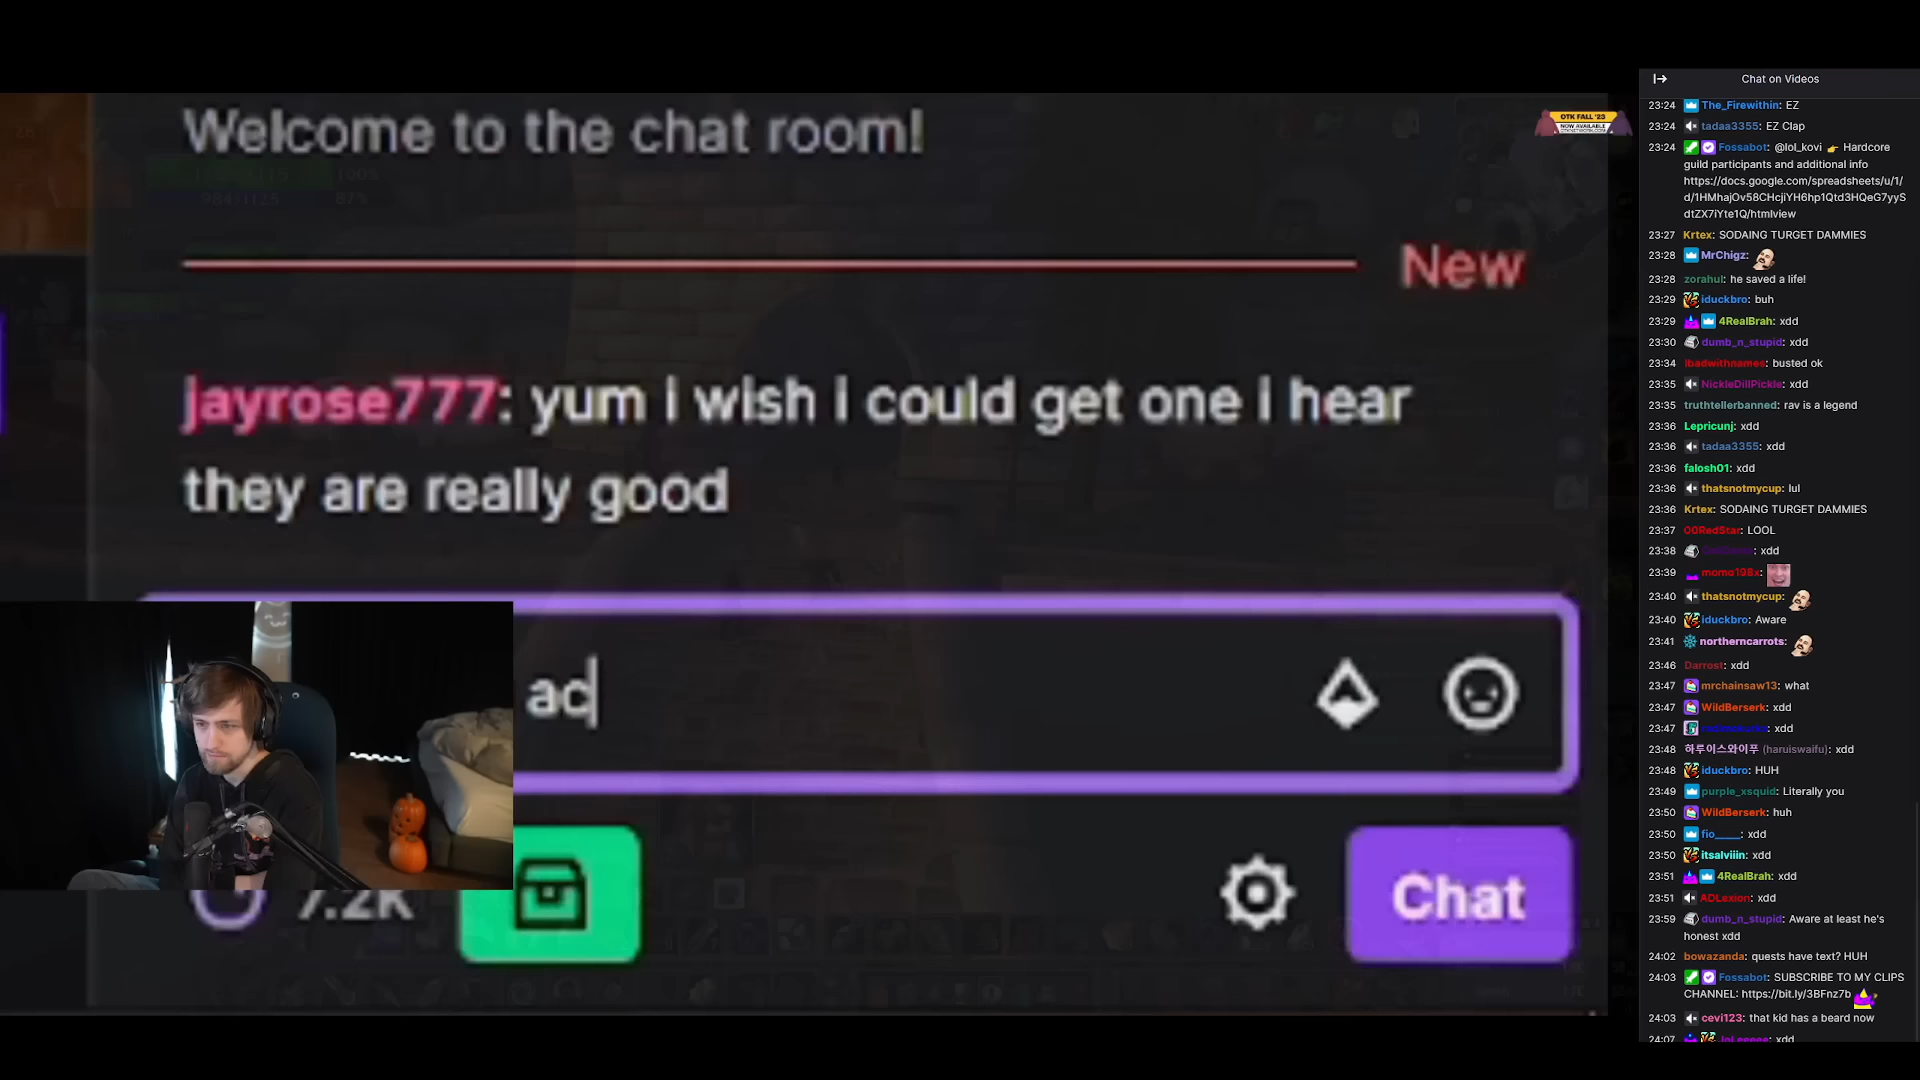 Welcome to the chat room!
New
jayrose777: yum i wish i could get one i hear
they are really good
ac
7.2K
Chat
OTK FALL '23
NOW AVAILABLE
Chat on Videos
23:24 The_Firewithin: EZ
23:24 tadaa3355: EZ Clap
23:24 Fossabot: @lol_kovi Hardcore
guild participants and additional info
https://docs.google.com/spreadsheets/u/1/
d/1HMhajOv58CHcjiYH6hp1Qtd3HQeG7yyS
dtZX7iYte1Q/htmlview
23:27 Krtex: SODAING TURGET DAMMIES
23:28 MrChigz:
23:28 zorahul: he saved a life!
23:29 iduckbro: buh
23:29 4RealBrah: xdd
23:30 dumb_n_stupid: xdd
23:34 Ibadwithnames: busted ok
23:35 NickleDillPickle: xdd
23:35 truthtellerbanned: rav is a legend
23:36 Lepricunj: xdd
23:36 tadaa3355: xdd
23:36 falosh01: xdd
23:36 thatsnotmycup: lul
23:36 Krtex: SODAING TURGET DAMMIES
23:37 00RedStar: LOOL
23:38 : xdd
23:39 momo198x:
23:40 thatsnotmycup:
23:40 iduckbro: Aware
23:41 northerncarrots:
23:46 Darrost: xdd
23:47 mrchainsaw13: what
23:47 WildBerserk: xdd
23:47 : xdd
23:48 하루이스와이푸 (haruiswaifu): xdd
23:48 iduckbro: HUH
23:49 purple_xsquid: Literally you
23:50 WildBerserk: huh
23:50 fio_____: xdd
23:50 itsalviiin: xdd
23:51 4RealBrah: xdd
23:51 ADLexion: xdd
23:59 dumb_n_stupid: Aware at least he's
honest xdd
24:02 bowazanda: quests have text? HUH
24:03 Fossabot: SUBSCRIBE TO MY CLIPS
CHANNEL: https://bit.ly/3BFnz7b
24:03 cevi123: that kid has a beard now
24:07 xdd